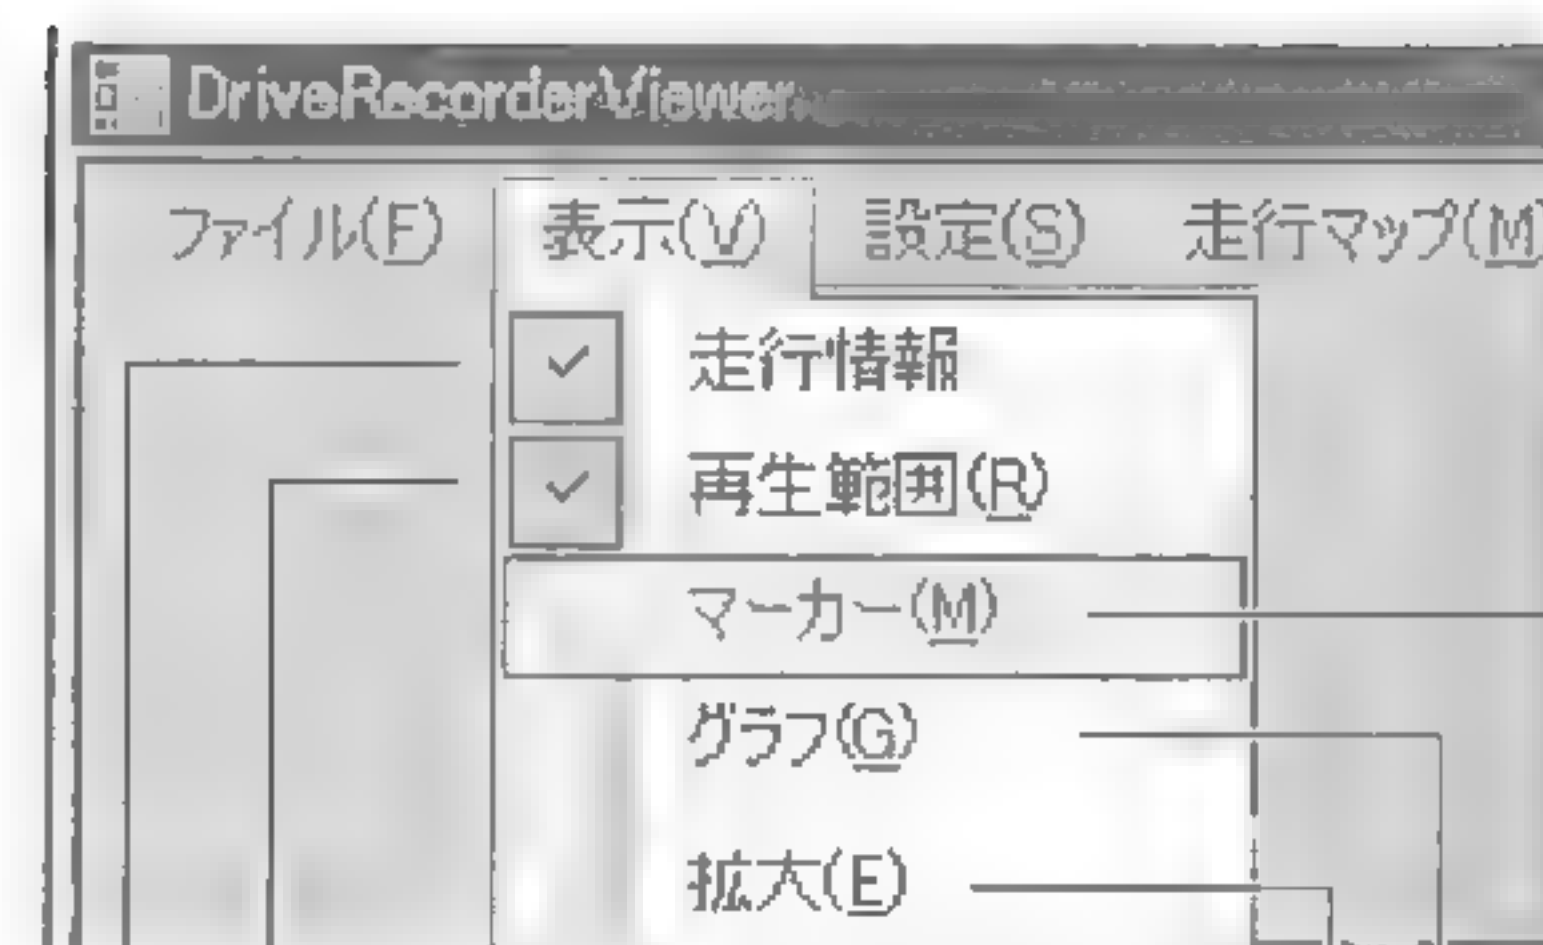 DriveRecorderViewer
ファイル(F) 表示(V) 設定(S) 走行マップ(M)
走行情報
再生範囲(R)
マーカー(M)
グラフ(G)
拡大(E)